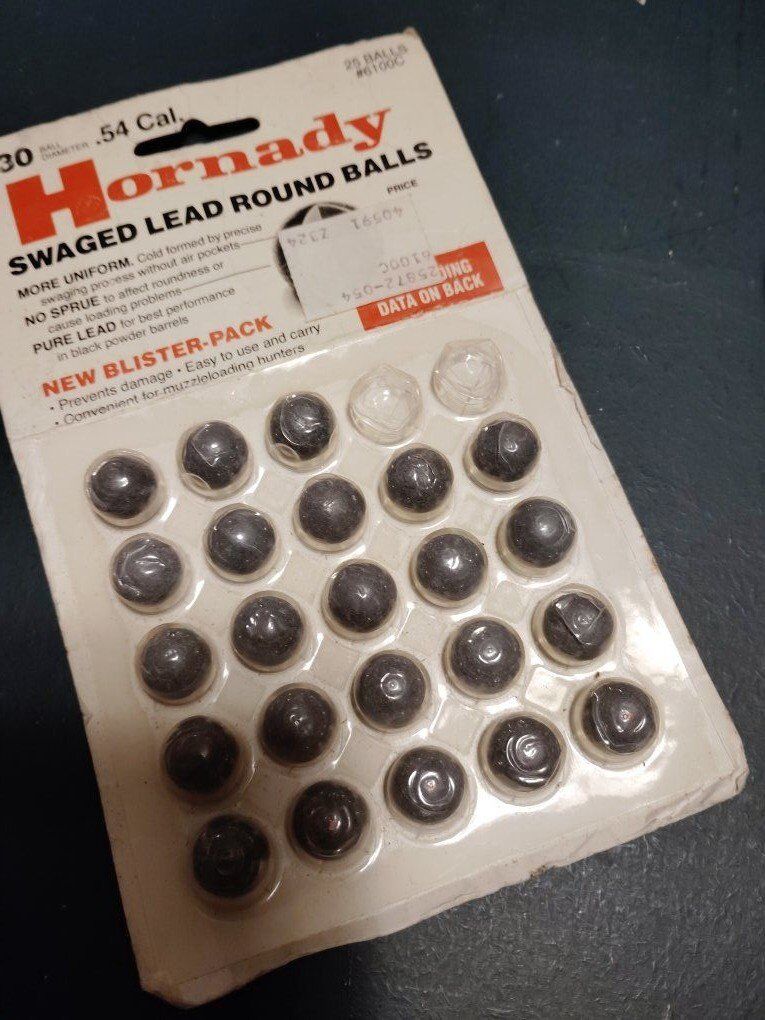 25 BALLS
#6100C
30 BALL DIAMETER .54 Cal.
Hornady
SWAGED LEAD ROUND BALLS
PRICE
MORE UNIFORM. Cold formed by precise
swaging process without air pockets
NO SPRUE to affect roundness or
cause loading problems
PURE LEAD for best performance
in black powder barrels
40591 Z324
6100C
25872-054
DING
DATA ON BACK
NEW BLISTER-PACK
• Prevents damage • Easy to use and carry
• Convenient for muzzleloading hunters